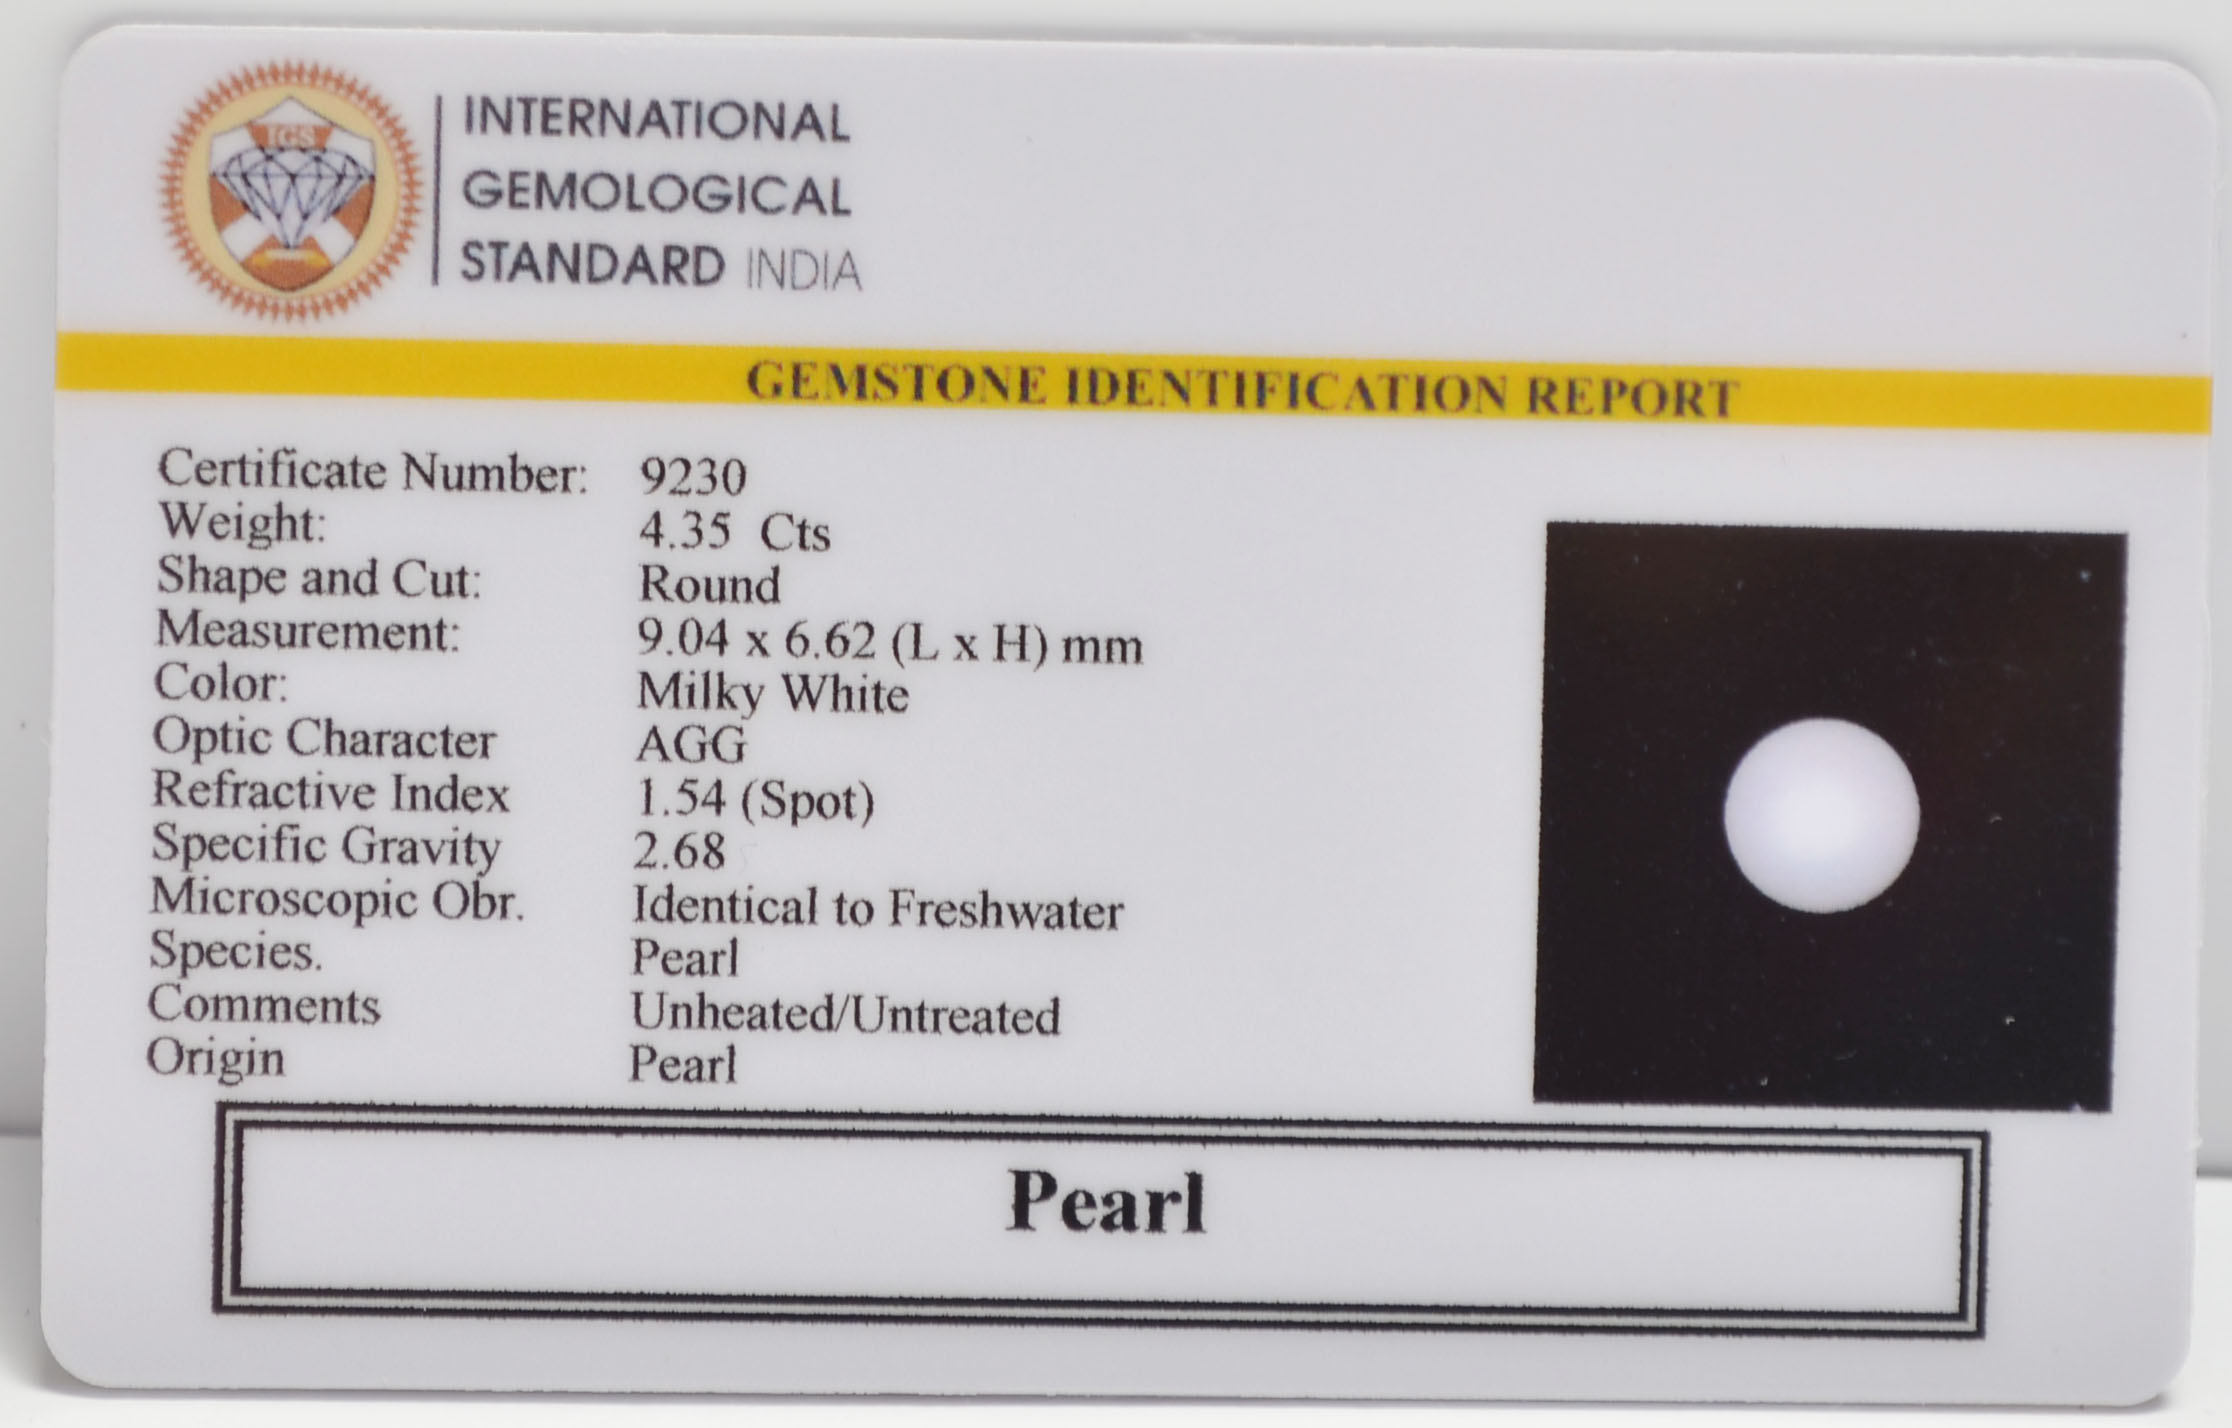 IGS
INTERNATIONAL
GEMOLOGICAL
STANDARD INDIA
GEMSTONE IDENTIFICATION REPORT
Certificate Number: 9230
Weight: 4.35 Cts
Shape and Cut: Round
Measurement: 9.04 x 6.62 (L x H) mm
Color: Milky White
Optic Character AGG
Refractive Index 1.54 (Spot)
Specific Gravity 2.68
Microscopic Obr. Identical to Freshwater
Species. Pearl
Comments Unheated/Untreated
Origin Pearl
Pearl